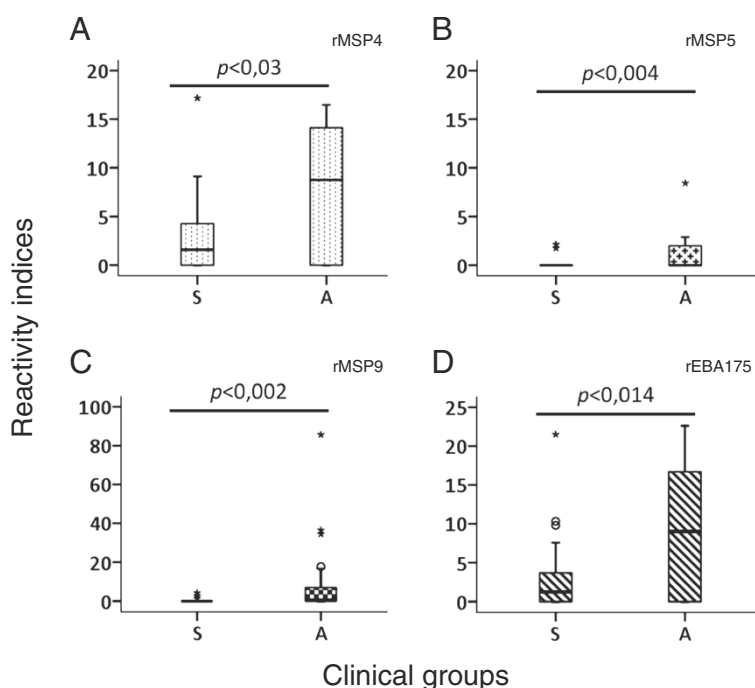 A
rMSP4
p<0,03
20
15
10
5
0
S
A
B
rMSP5
p<0,004
20
15
10
5
0
S
A
C
rMSP9
p<0,002
100
80
60
40
20
0
S
A
D
rEBA175
p<0,014
25
20
15
10
5
0
S
A
Reactivity indices
Clinical groups